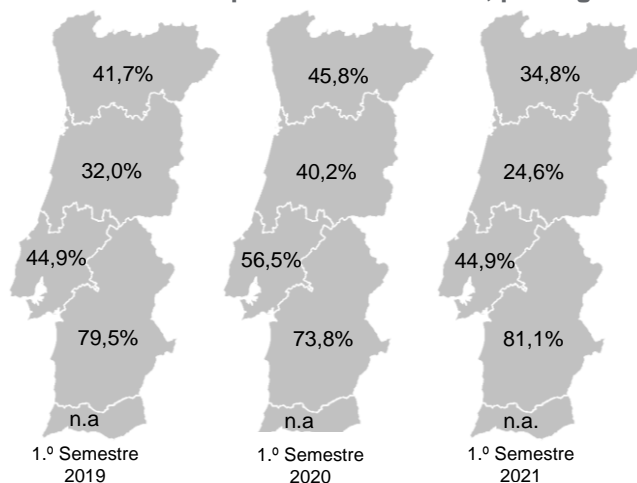 41,7%
45,8%
34,8%
32,0%
40,2%
24,6%
44,9%
56,5%
44,9%
79,5%
73,8%
81,1%
n.a
n.a
n.a.
1.º Semestre
2019
1.º Semestre
2020
1.º Semestre
2021